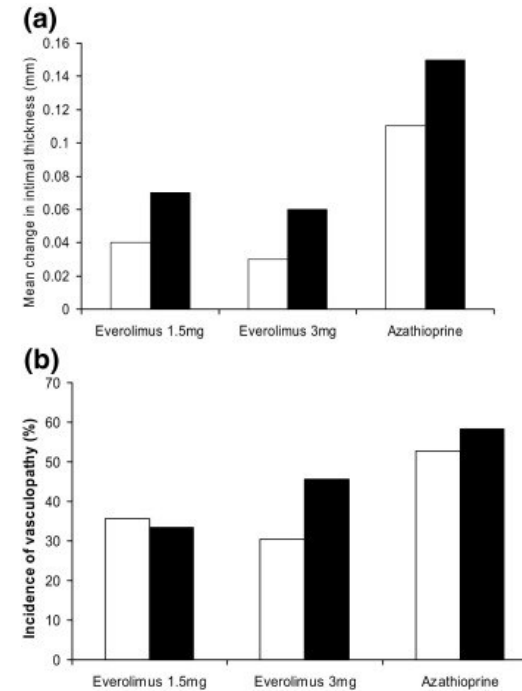 (a)
Mean change in intimal thickness (mm)
0.16
0.14
0.12
0.1
0.08
0.06
0.04
0.02
0
Everolimus 1.5mg Everolimus 3mg Azathioprine
(b)
Incidence of vasculopathy (%)
70
60
50
40
30
20
10
0
Everolimus 1.5mg Everolimus 3mg Azathioprine